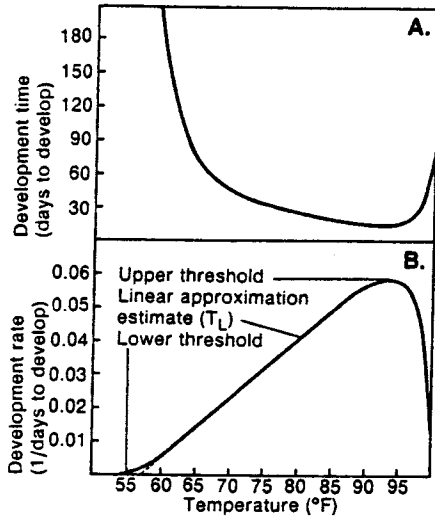 A.
Development time
(days to develop)
180
150
120
90
60
30
B.
Development rate
(1/days to develop)
0.06
0.05
0.04
0.03
0.02
0.01
Upper threshold
Linear approximation
estimate (TL)
Lower threshold
55 60 65 70 75 80 85 90 95
Temperature (°F)